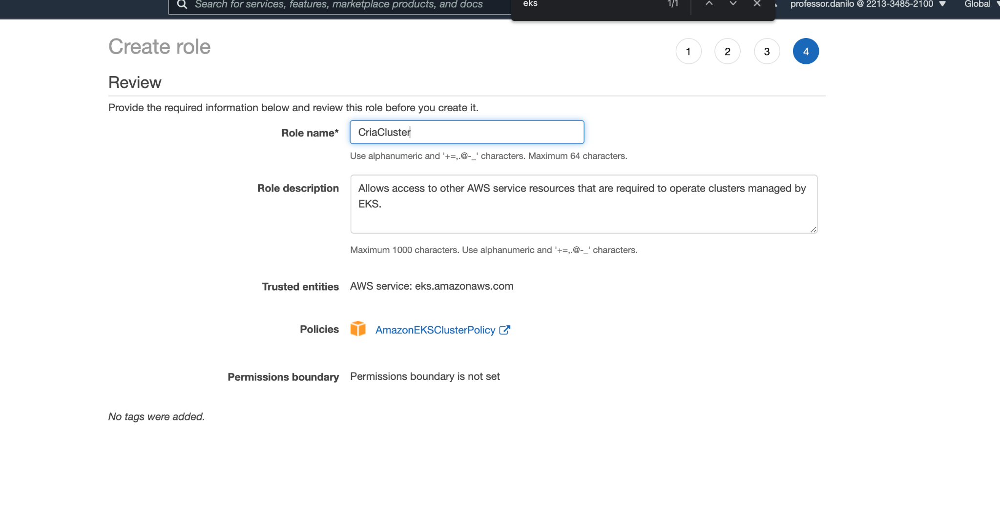 Search for services, features, marketplace products, and docs
eks
1/1
professor.danilo @ 2213-3485-2100
Global
Create role
1
2
3
4
Review
Provide the required information below and review this role before you create it.
Role name*
CriaCluster
Use alphanumeric and '+=,.@-_' characters. Maximum 64 characters.
Role description
Allows access to other AWS service resources that are required to operate clusters managed by
EKS.
Maximum 1000 characters. Use alphanumeric and '+=,.@-_' characters.
Trusted entities
AWS service: eks.amazonaws.com
Policies
AmazonEKSClusterPolicy
Permissions boundary
Permissions boundary is not set
No tags were added.